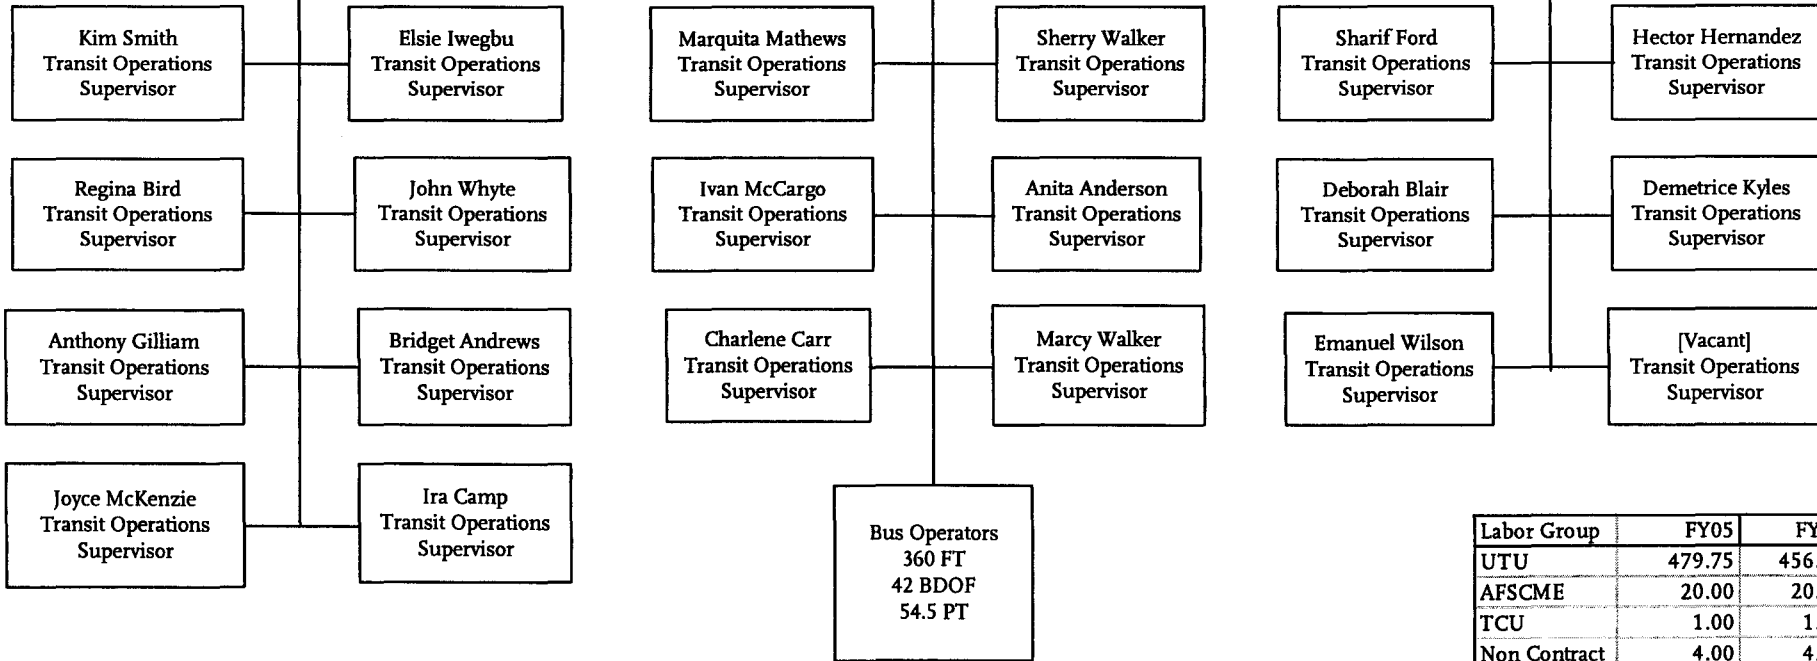 Kim Smith
Transit Operations
Supervisor
Elsie Iwegbu
Transit Operations
Supervisor
Marquita Mathews
Transit Operations
Supervisor
Sherry Walker
Transit Operations
Supervisor
Sharif Ford
Transit Operations
Supervisor
Hector Hernandez
Transit Operations
Supervisor
Regina Bird
Transit Operations
Supervisor
John Whyte
Transit Operations
Supervisor
Ivan McCargo
Transit Operations
Supervisor
Anita Anderson
Transit Operations
Supervisor
Deborah Blair
Transit Operations
Supervisor
Demetrice Kyles
Transit Operations
Supervisor
Anthony Gilliam
Transit Operations
Supervisor
Bridget Andrews
Transit Operations
Supervisor
Charlene Carr
Transit Operations
Supervisor
Marcy Walker
Transit Operations
Supervisor
Emanuel Wilson
Transit Operations
Supervisor
[Vacant]
Transit Operations
Supervisor
Joyce McKenzie
Transit Operations
Supervisor
Ira Camp
Transit Operations
Supervisor
Bus Operators
360 FT
42 BDOF
54.5 PT
Labor Group FY05 FY
UTU 479.75 456.
AFSCME 20.00 20.
TCU 1.00 1.
Non Contract 4.00 4.